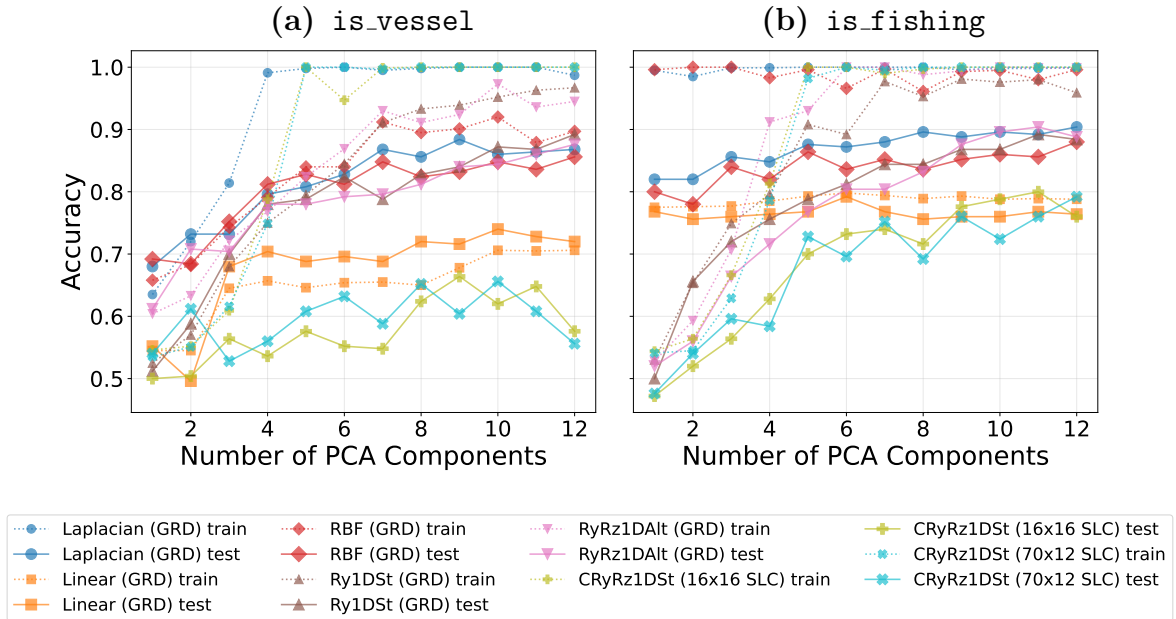 (a) is_vessel
(b) is_fishing
1.0
0.9
0.8
0.7
0.6
0.5
Accuracy
2 4 6 8 10 12
2 4 6 8 10 12
Number of PCA Components
Number of PCA Components
Laplacian (GRD) train
Laplacian (GRD) test
Linear (GRD) train
Linear (GRD) test
RBF (GRD) train
RBF (GRD) test
Ry1DSt (GRD) train
Ry1DSt (GRD) test
RyRz1DAlt (GRD) train
RyRz1DAlt (GRD) test
CRyRz1DSt (16x16 SLC) train
CRyRz1DSt (16x16 SLC) test
CRyRz1DSt (70x12 SLC) train
CRyRz1DSt (70x12 SLC) test